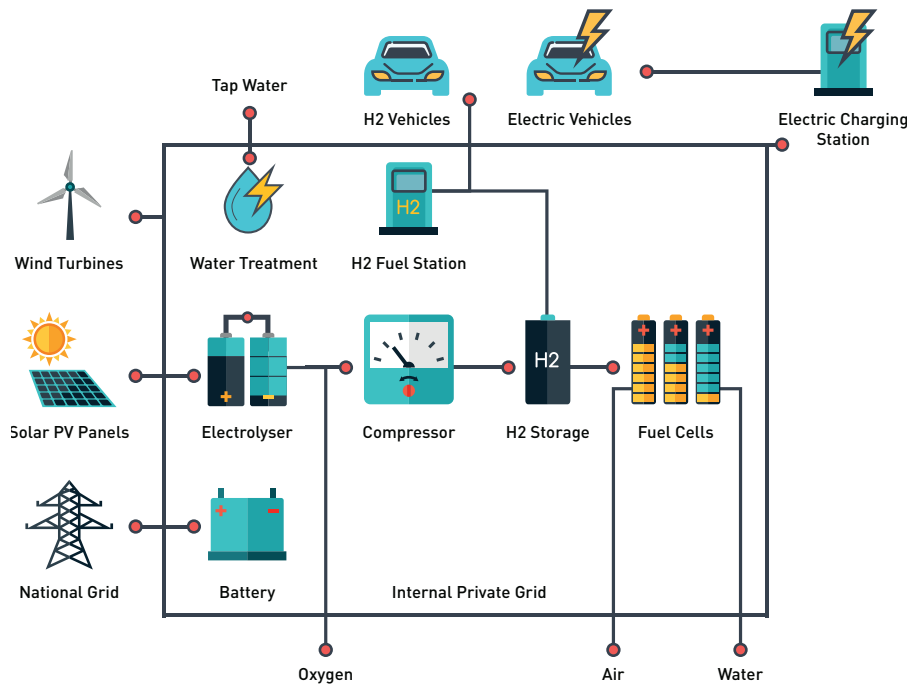 Tap Water
H2 Vehicles
Electric Vehicles
Electric Charging
Station
Wind Turbines
Water Treatment
H2
H2 Fuel Station
Solar PV Panels
Electrolyser
Compressor
H2
H2 Storage
Fuel Cells
National Grid
Battery
Internal Private Grid
Oxygen
Air
Water